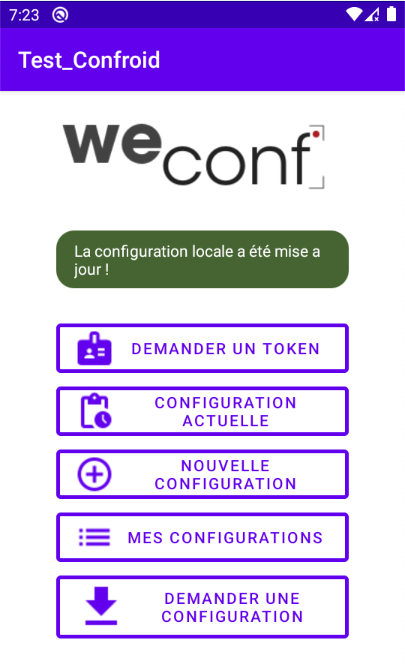 7:23
Test_Confroid
weconf
La configuration locale a été mise a
jour !
DEMANDER UN TOKEN
CONFIGURATION
ACTUELLE
NOUVELLE
CONFIGURATION
MES CONFIGURATIONS
DEMANDER UNE
CONFIGURATION